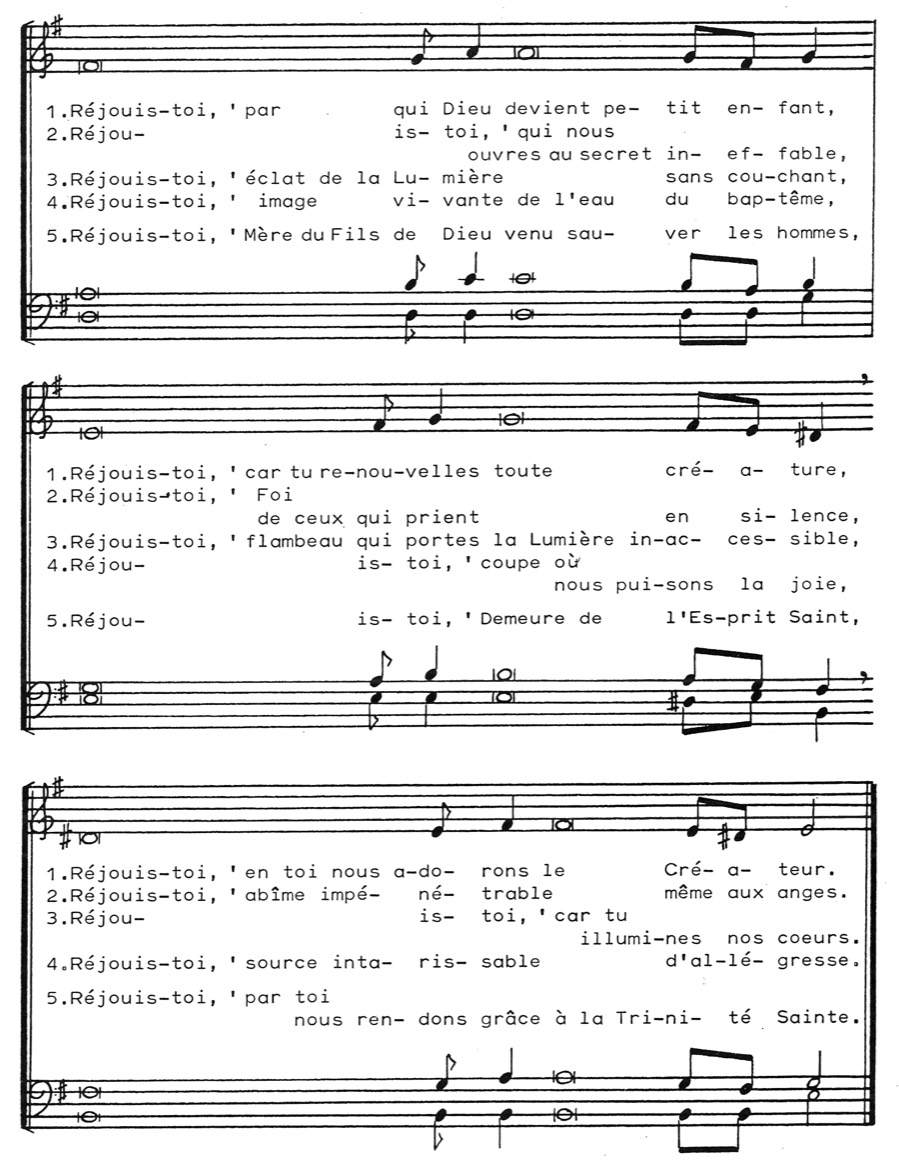 1.Réjouis-toi, ' par qui Dieu devient pe- tit en- fant,
2.Réjou- is- toi, ' qui nous
ouvres au secret in- ef- fable,
3.Réjouis-toi, ' éclat de la Lu- mière sans cou-chant,
4.Réjouis-toi, ' image vi- vante de l'eau du bap-tême,
5.Réjouis-toi, ' Mère du Fils de Dieu venu sau- ver les hommes,
1.Réjouis-toi, ' car tu re-nou-velles toute cré- a- ture,
2.Réjouis-toi, ' Foi
de ceux qui prient en si- lence,
3.Réjouis-toi, ' flambeau qui portes la Lumière in-ac- ces- sible,
4.Réjou- is- toi, ' coupe où
nous pui-sons la joie,
5.Réjou- is- toi, ' Demeure de l'Es-prit Saint,
1.Réjouis-toi, ' en toi nous a-do- rons le Cré- a- teur.
2.Réjouis-toi, ' abîme impé- né- trable même aux anges.
3.Réjou- is- toi, ' car tu
illumi-nes nos coeurs.
4.Réjouis-toi, ' source inta- ris- sable d'al-lé- gresse.
5.Réjouis-toi, ' par toi
nous ren- dons grâce à la Tri-ni- té Sainte.